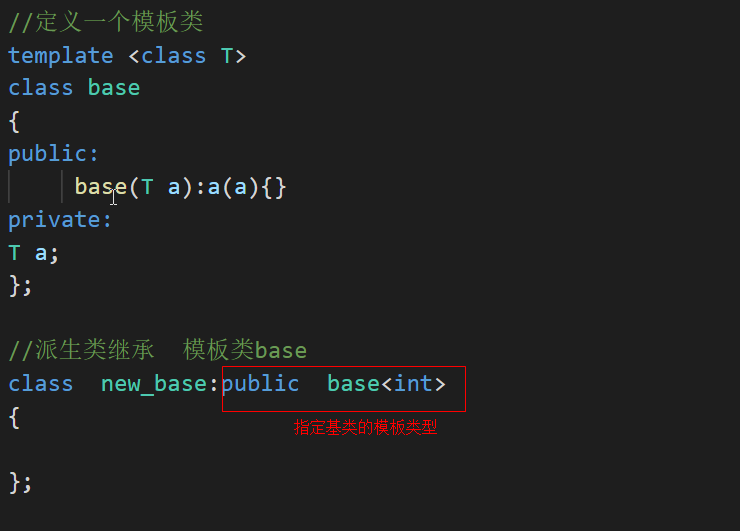 //定义一个模板类
template <class T>
class base
{
public:
base(T a):a(a){}
private:
T a;
};
//派生类继承  模板类base
class  new_base:public  base<int>
{
指定基类的模板类型
};